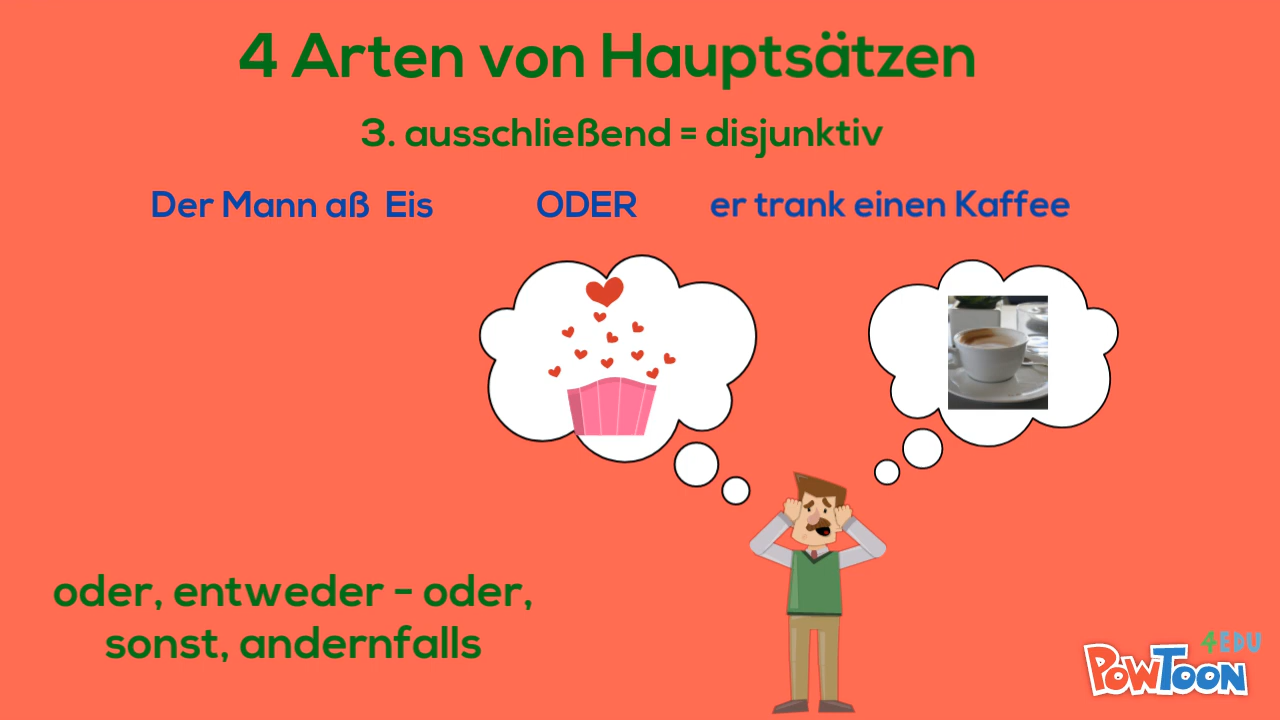 4 Arten von Hauptsätzen
3. ausschließend = disjunktiv
Der Mann aß Eis ODER er trank einen Kaffee
oder, entweder - oder,
sonst, andernfalls
4EDU
POWTOON